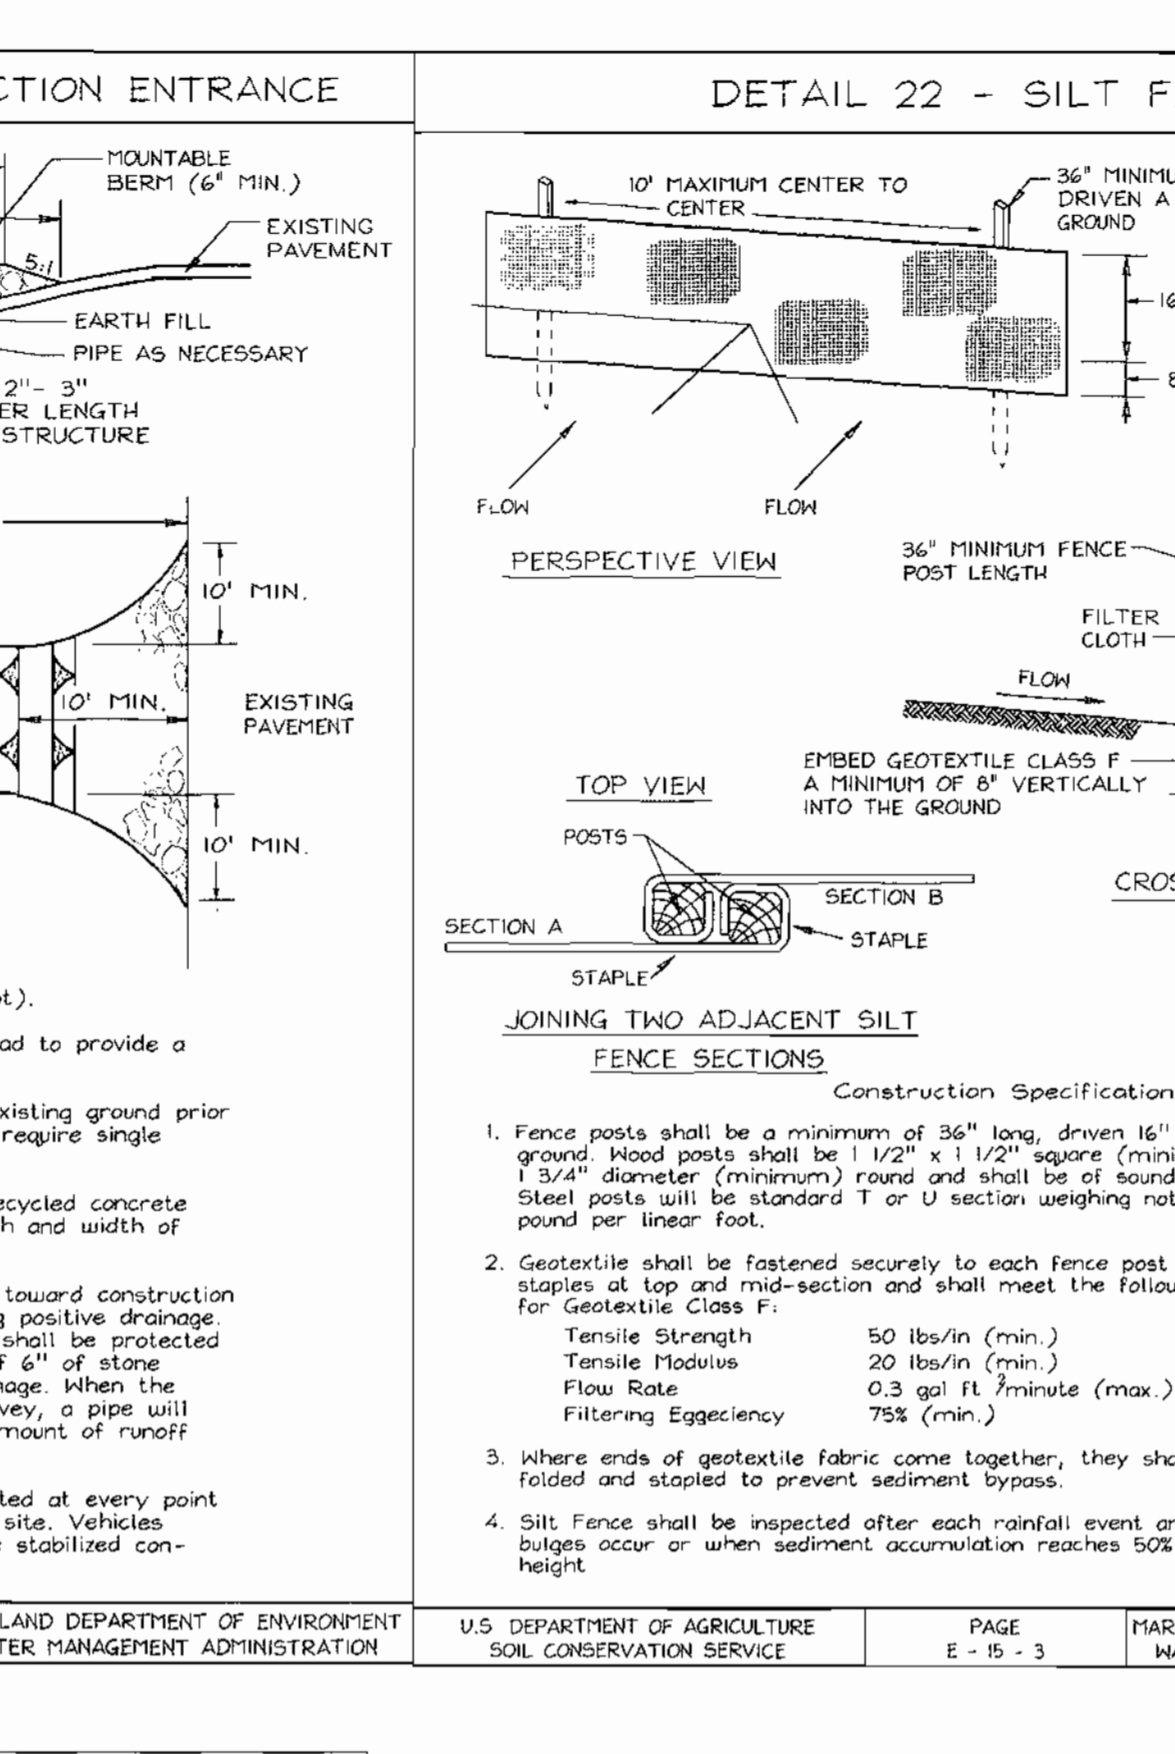 CTION ENTRANCE
MOUNTABLE
BERM (6" MIN.)
EXISTING
PAVEMENT
5:1
EARTH FILL
PIPE AS NECESSARY
2"- 3"
ER LENGTH
STRUCTURE
10' MIN.
10' MIN.
EXISTING
PAVEMENT
10' MIN.
t).
ad to provide a
xisting ground prior
require single
ecycled concrete
h and width of
toward construction
g positive drainage.
shall be protected
f 6" of stone
nage. When the
vey, a pipe will
mount of runoff
ted at every point
site. Vehicles
stabilized con-
LAND DEPARTMENT OF ENVIRONMENT
TER MANAGEMENT ADMINISTRATION
DETAIL 22 - SILT F
10' MAXIMUM CENTER TO
CENTER
36" MINIMU
DRIVEN A
GROUND
16
8
FLOW
FLOW
PERSPECTIVE VIEW
36" MINIMUM FENCE
POST LENGTH
FILTER
CLOTH
FLOW
EMBED GEOTEXTILE CLASS F
A MINIMUM OF 8" VERTICALLY
INTO THE GROUND
TOP VIEW
POSTS
SECTION B
SECTION A
STAPLE
STAPLE
CROS
JOINING TWO ADJACENT SILT
FENCE SECTIONS
Construction Specification
1. Fence posts shall be a minimum of 36" long, driven 16"
ground. Wood posts shall be 1 1/2" x 1 1/2" square (mini
1 3/4" diameter (minimum) round and shall be of sound
Steel posts will be standard T or U section weighing not
pound per linear foot.
2. Geotextile shall be fastened securely to each fence post
staples at top and mid-section and shall meet the follow
for Geotextile Class F:
Tensile Strength 50 lbs/in (min.)
Tensile Modulus 20 lbs/in (min.)
Flow Rate 0.3 gal ft ²/minute (max.)
Filtering Eggeciency 75% (min.)
3. Where ends of geotextile fabric come together, they sha
folded and stapled to prevent sediment bypass.
4. Silt Fence shall be inspected after each rainfall event an
bulges occur or when sediment accumulation reaches 50%
height
U.S DEPARTMENT OF AGRICULTURE
SOIL CONSERVATION SERVICE
PAGE
E - 15 - 3
MAR
WA